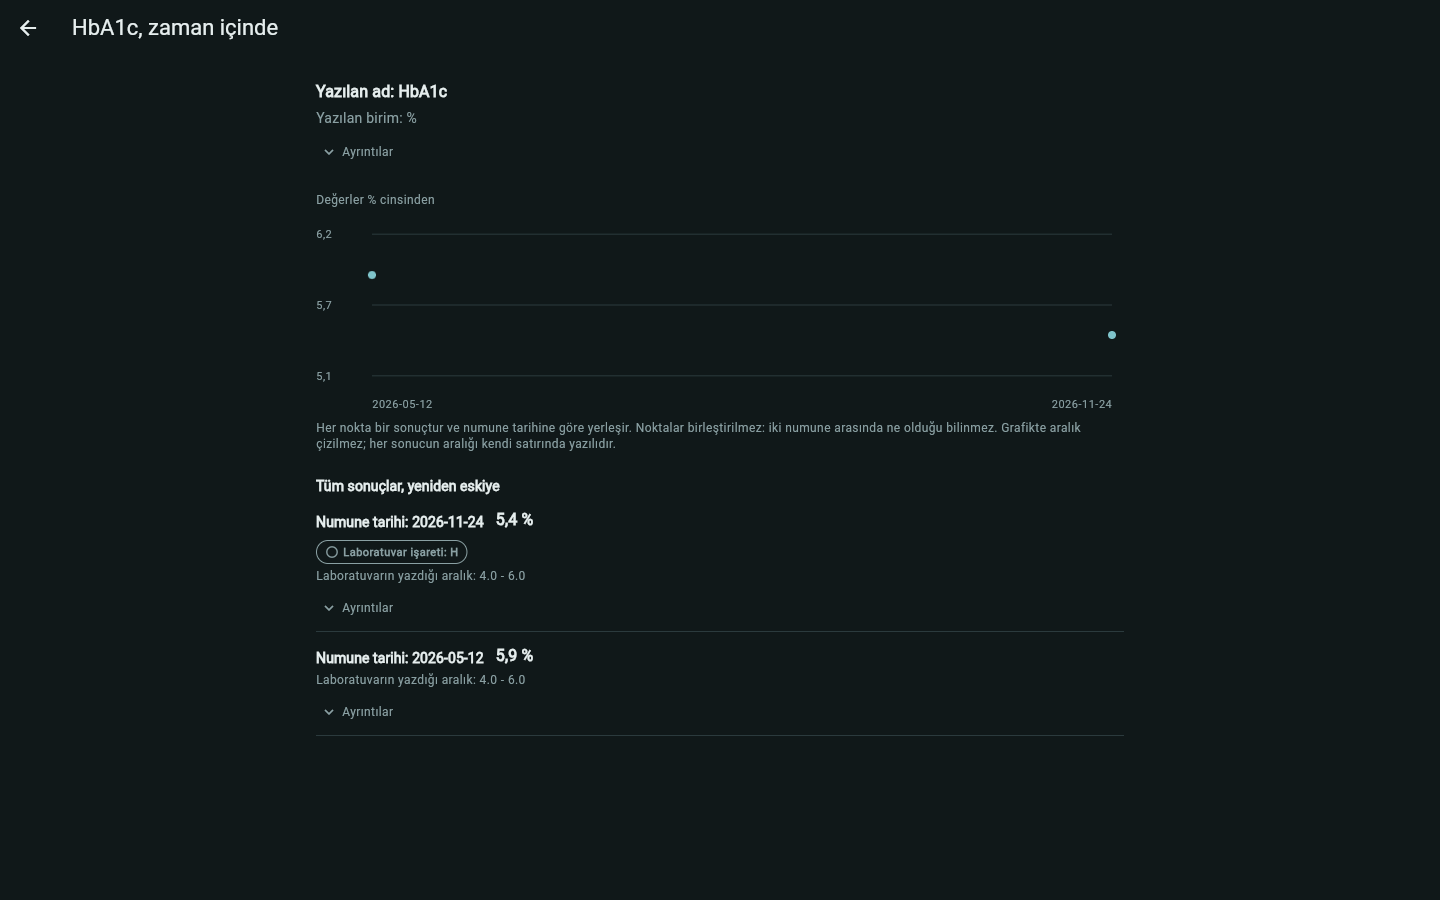 HbA1c, zaman içinde
Yazılan ad: HbA1c
Yazılan birim: %
Ayrıntılar
Değerler % cinsinden
6,2
5,7
5,1
2026-05-12 2026-11-24
Her nokta bir sonuçtur ve numune tarihine göre yerleşir. Noktalar birleştirilmez: iki numune arasında ne olduğu bilinmez. Grafikte aralık
çizilmez; her sonucun aralığı kendi satırında yazılıdır.
Tüm sonuçlar, yeniden eskiye
Numune tarihi: 2026-11-24 5,4 %
Laboratuvar işareti: H
Laboratuvarın yazdığı aralık: 4.0 - 6.0
Ayrıntılar
Numune tarihi: 2026-05-12 5,9 %
Laboratuvarın yazdığı aralık: 4.0 - 6.0
Ayrıntılar